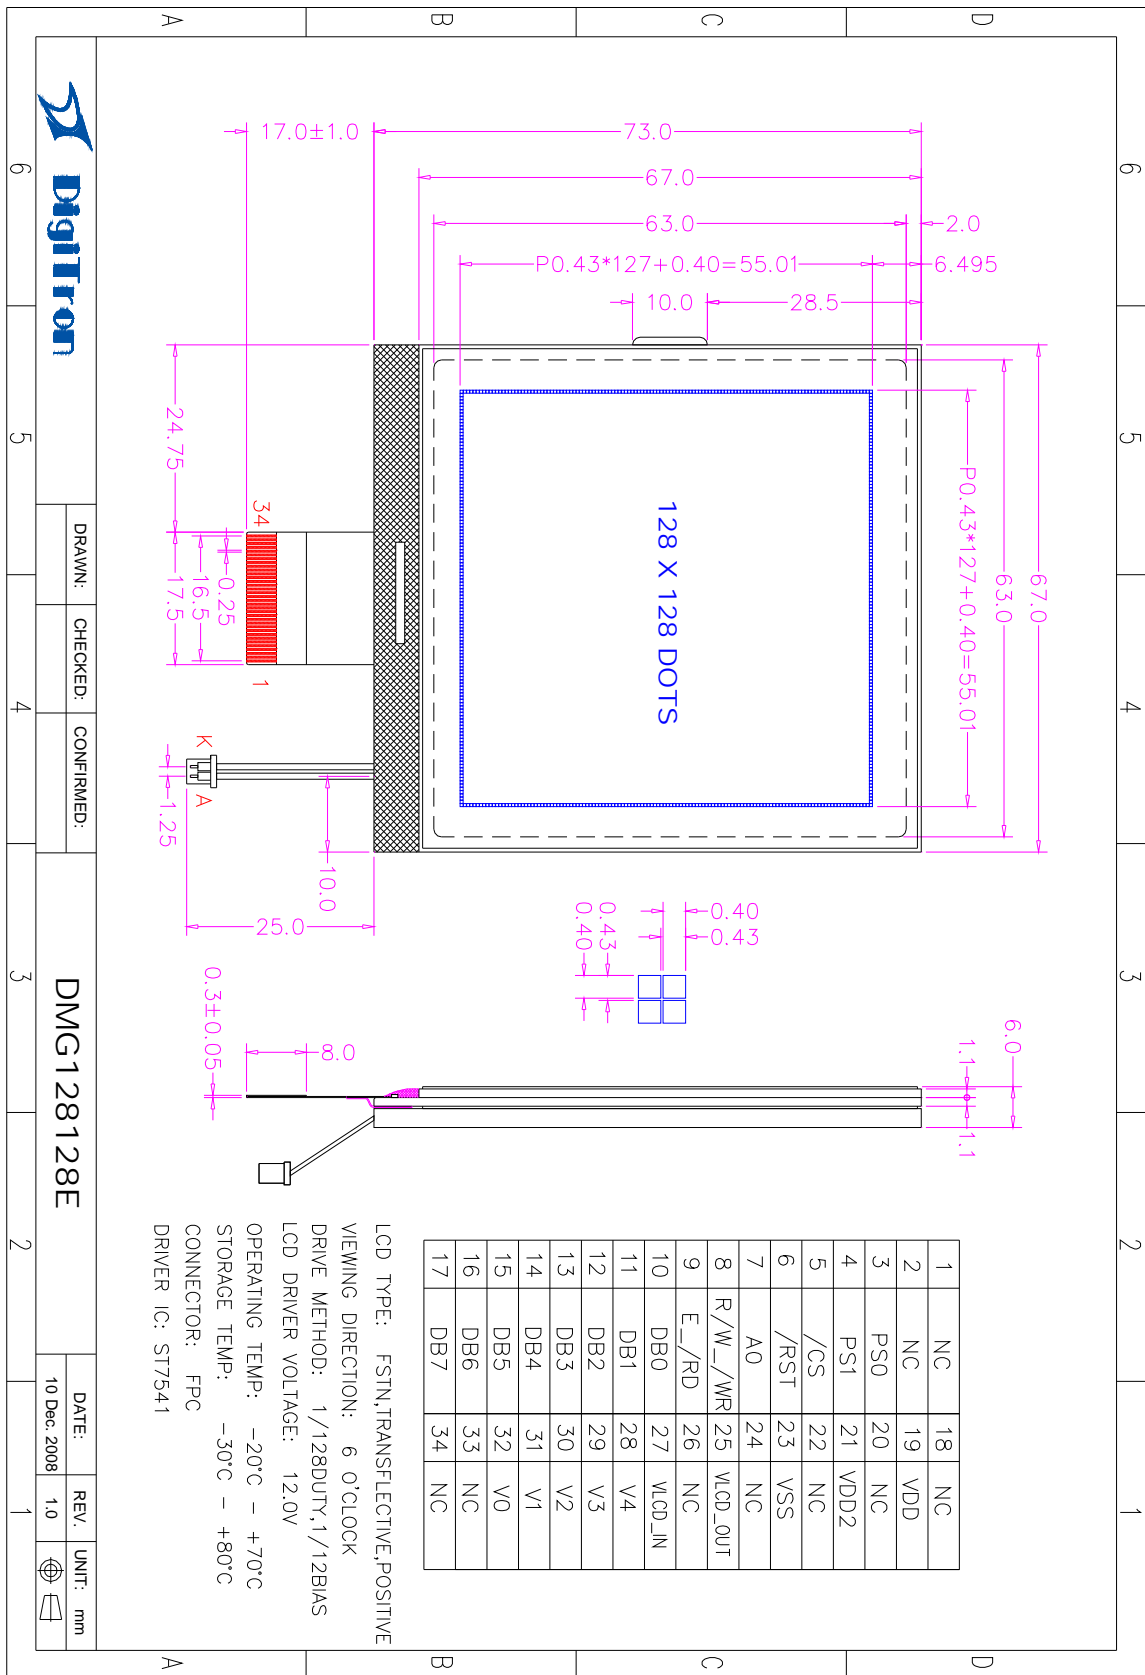 6 5 4 3 2 1
D
C
B
A
67.0
63.0
P0.43*127+0.40=55.01
2.0
6.495
28.5
10.0
P0.43*127+0.40=55.01
63.0
67.0
73.0
17.0±1.0
128 X 128 DOTS
24.75
34
1
0.25
16.5
17.5
K
A
1.25
10.0
25.0
0.40
0.43
0.43
0.40
6.0
1.1
1.1
8.0
0.3±0.05
1 NC 18 NC
2 NC 19 VDD
3 PS0 20 NC
4 PS1 21 VDD2
5 /CS 22 NC
6 /RST 23 VSS
7 A0 24 NC
8 R/W_/WR 25 VLCD_OUT
9 E_/RD 26 NC
10 DB0 27 VLCD_IN
11 DB1 28 V4
12 DB2 29 V3
13 DB3 30 V2
14 DB4 31 V1
15 DB5 32 V0
16 DB6 33 NC
17 DB7 34 NC
LCD TYPE: FSTN,TRANSFLECTIVE,POSITIVE
VIEWING DIRECTION: 6 O'CLOCK
DRIVE METHOD: 1/128DUTY,1/12BIAS
LCD DRIVER VOLTAGE: 12.0V
OPERATING TEMP: -20°C - +70°C
STORAGE TEMP: -30°C - +80°C
CONNECTOR: FPC
DRIVER IC: ST7541
D
C
B
A
DigiTron
DRAWN: CHECKED: CONFIRMED:
DMG128128E
DATE: REV. UNIT: mm
10 Dec. 2008 1.0
6 5 4 3 2 1